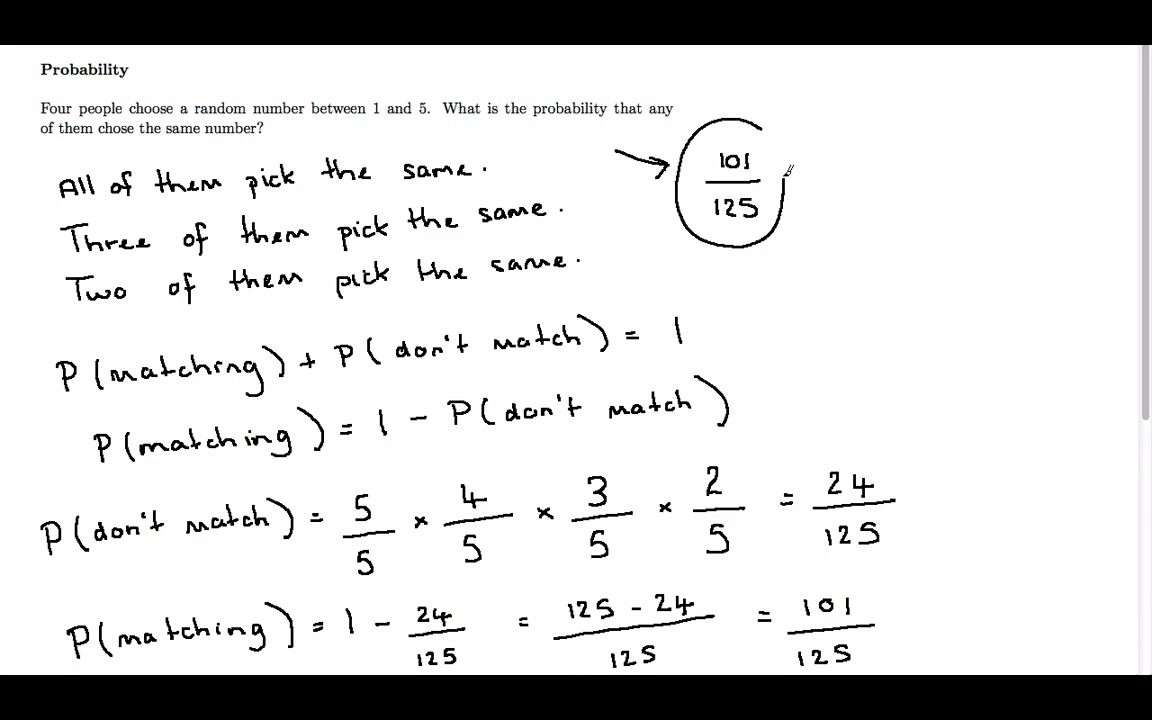 Probability
Four people choose a random number between 1 and 5. What is the probability that any
of them chose the same number?
101
125
All of them pick the same.
Three of them pick the same.
Two of them pick the same.
P(matching) + P(don't match) = 1
P(matching) = 1 - P(don't match)
P(don't match) = 5/5 × 4/5 × 3/5 × 2/5 = 24/125
P(matching) = 1 - 24/125 = 125 - 24/125 = 101/125